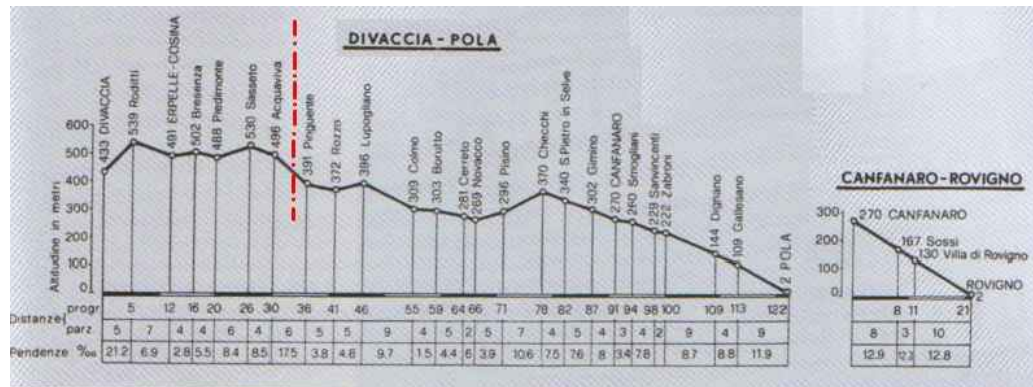 DIVACCIA - POLA
433 DIVACCIA
539 Roditti
491 ERPELLE-COSINA
502 Bresenza
488 Piedimonte
530 Sasseto
496 Acquaviva
391 Pinguente
372 Rozzo
396 Lupogliano
309 Colmo
303 Borutto
281 Cerreto
269 Novacco
296 Pisino
370 Checchi
340 S.Pietro in Selve
302 Gimino
270 CANFANARO
260 Smogliani
229 Sanvincenti
222 Zabroni
144 Dignano
109 Gallesano
2 POLA
Altitudine in metri
600
500
400
300
200
100
0
Distanze
progr 5 12 16 20 26 30 36 41 46 55 59 64 66 71 78 82 87 91 94 98 100 109 113 122
parz 5 7 4 4 6 4 6 5 5 9 4 5 2 5 7 4 5 4 3 4 2 9 4 9
Pendenze ‰ 21.2 6.9 2.8 5.5 8.4 8.5 17.5 3.8 4.8 9.7 1.5 4.4 6 3.9 10.6 7.5 7.6 8 3.4 7.8 8.7 8.8 11.9
CANFANARO-ROVIGNO
300
200
100
0
270 CANFANARO
167 Sossi
130 Villa di Rovigno
ROVIGNO
2
8 11 21
8 3 10
12.9 12.3 12.8